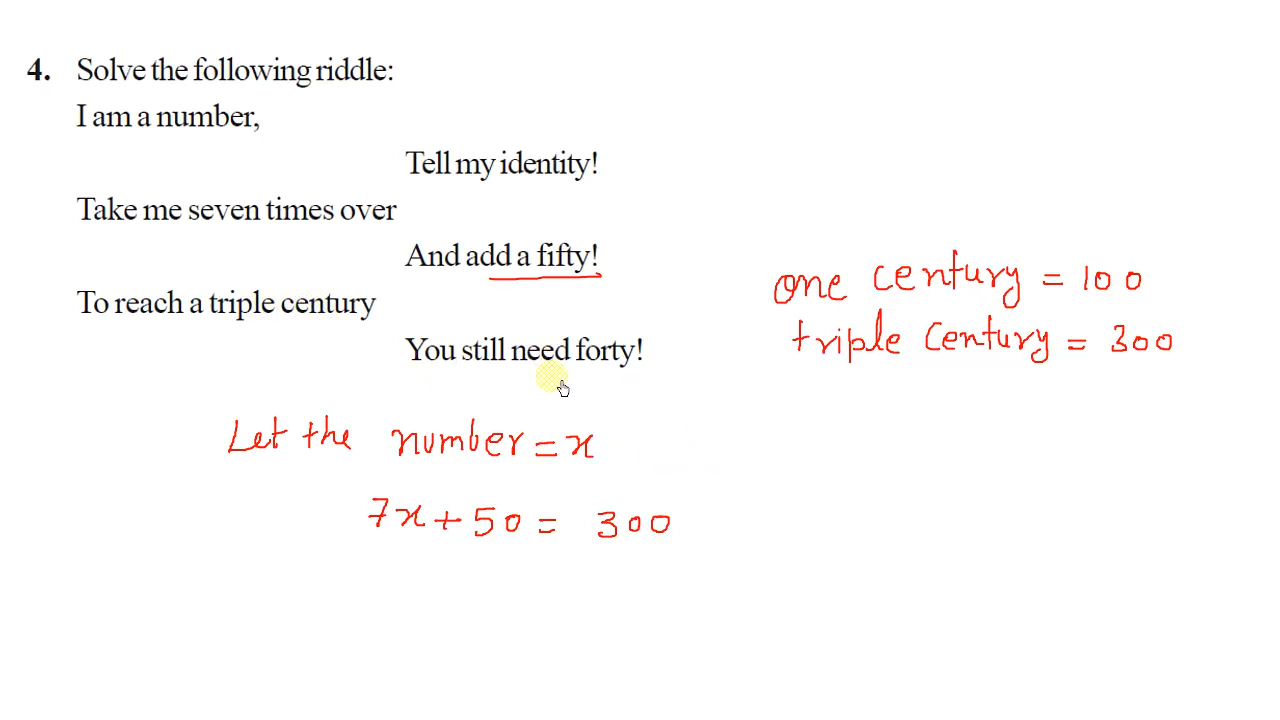 4. Solve the following riddle:
I am a number,
Tell my identity!
Take me seven times over
And add a fifty!
To reach a triple century
You still need forty!
one century = 100
triple century = 300
Let the number = x
7x + 50 = 300